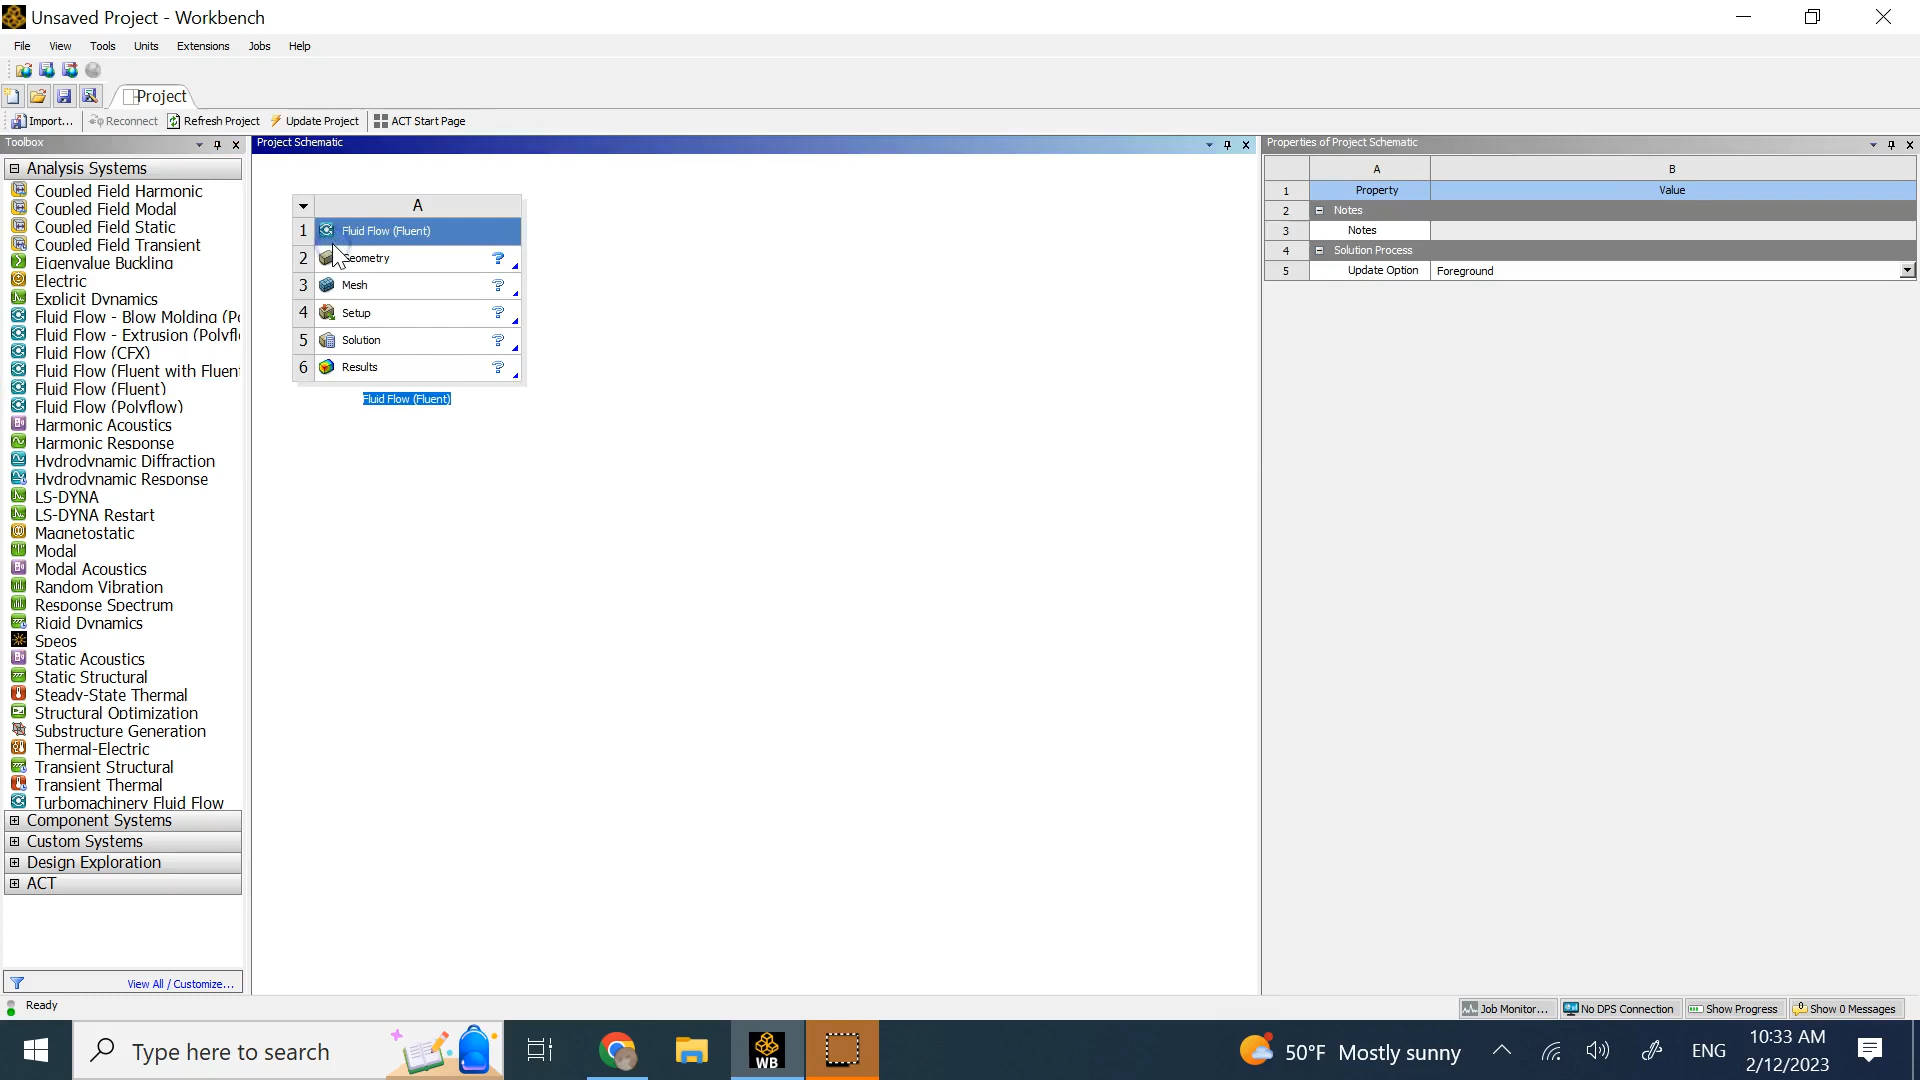 Unsaved Project - Workbench
File View Tools Units Extensions Jobs Help
Project
Import... Reconnect Refresh Project Update Project ACT Start Page
Toolbox
Analysis Systems
Coupled Field Harmonic
Coupled Field Modal
Coupled Field Static
Coupled Field Transient
Eigenvalue Buckling
Electric
Explicit Dynamics
Fluid Flow - Blow Molding (Po
Fluid Flow - Extrusion (Polyfl
Fluid Flow (CFX)
Fluid Flow (Fluent with Fluen
Fluid Flow (Fluent)
Fluid Flow (Polyflow)
Harmonic Acoustics
Harmonic Response
Hydrodynamic Diffraction
Hydrodynamic Response
LS-DYNA
LS-DYNA Restart
Magnetostatic
Modal
Modal Acoustics
Random Vibration
Response Spectrum
Rigid Dynamics
Speos
Static Acoustics
Static Structural
Steady-State Thermal
Structural Optimization
Substructure Generation
Thermal-Electric
Transient Structural
Transient Thermal
Turbomachinery Fluid Flow
Component Systems
Custom Systems
Design Exploration
ACT
View All / Customize...
Project Schematic
A
1 Fluid Flow (Fluent)
2 Geometry ?
3 Mesh ?
4 Setup ?
5 Solution ?
6 Results ?
Fluid Flow (Fluent)
Properties of Project Schematic
A B
1 Property Value
2 Notes
3 Notes
4 Solution Process
5 Update Option Foreground
Ready
Job Monitor... No DPS Connection Show Progress Show 0 Messages
Type here to search
WB
50°F Mostly sunny
ENG
10:33 AM
2/12/2023